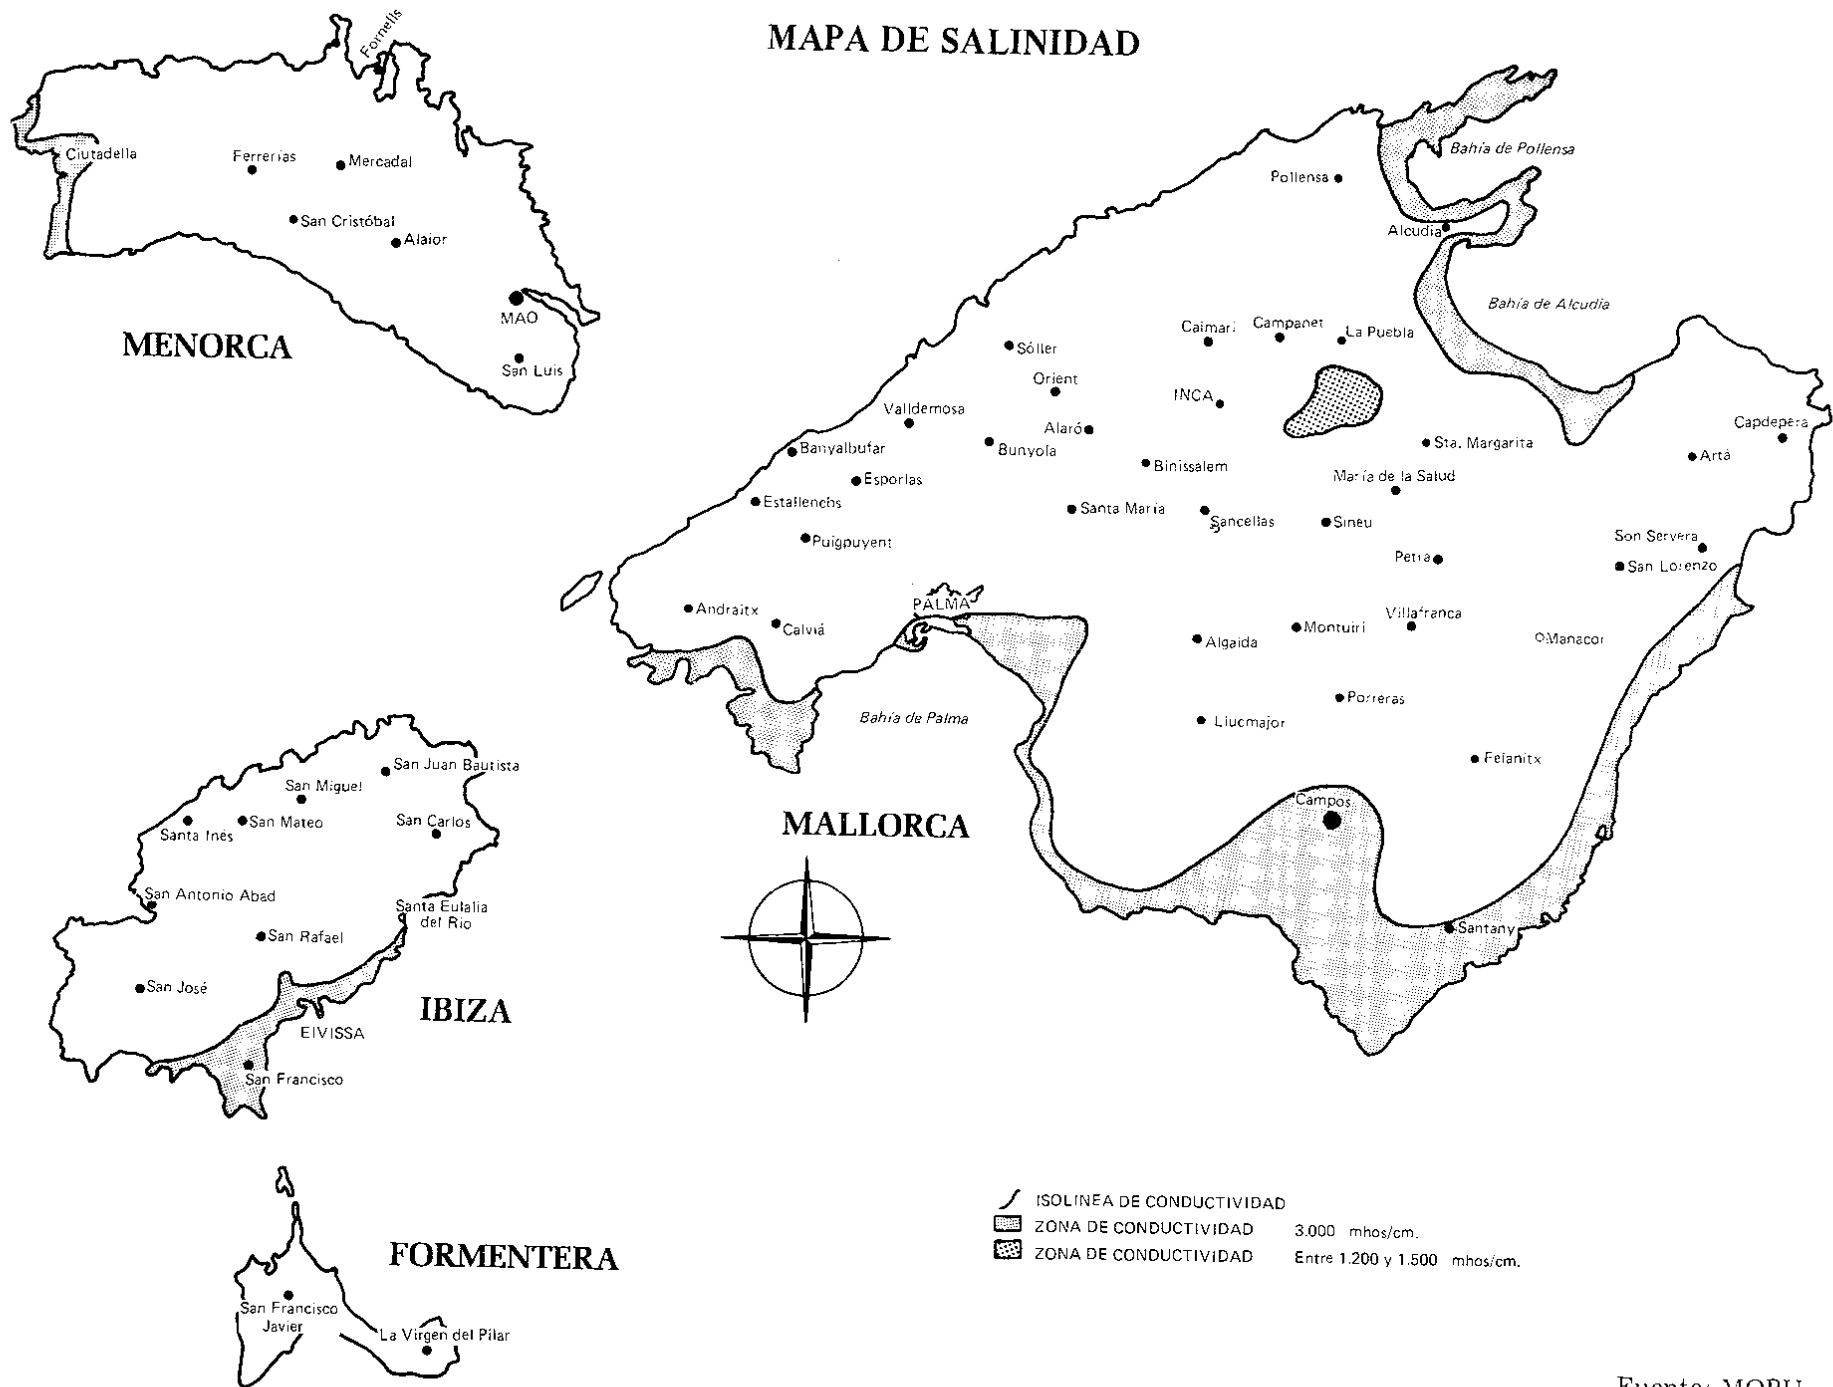 MAPA DE SALINIDAD
Fornells
Ciutadella
Ferrerías
Mercadal
San Cristóbal
Alaior
MAO
San Luis
MENORCA
Bahía de Pollensa
Pollensa
Alcudia
Bahía de Alcudia
Caimari
Campanet
La Puebla
Sóller
Orient
INCA
Valldemosa
Alaró
Bunyola
Banyalbufar
Esporlas
Binissalem
Sta. Margarita
Capdepera
Artá
María de la Salud
Estallenchs
Santa María
Sancellas
Sineu
Puigpuyent
Petra
Son Servera
San Lorenzo
Andraitx
Calviá
PALMA
Algaida
Montuiri
Villafranca
Manacor
Porreras
Bahía de Palma
Llucmajor
Felanitx
Campos
Santany
MALLORCA
San Juan Bautista
San Miguel
Santa Inés
San Mateo
San Carlos
San Antonio Abad
Santa Eulalia
del Río
San Rafael
San José
EIVISSA
San Francisco
IBIZA
FORMENTERA
San Francisco
Javier
La Virgen del Pilar
ISOLINEA DE CONDUCTIVIDAD
ZONA DE CONDUCTIVIDAD 3.000 mhos/cm.
ZONA DE CONDUCTIVIDAD Entre 1.200 y 1.500 mhos/cm.
Fuente: MOPU